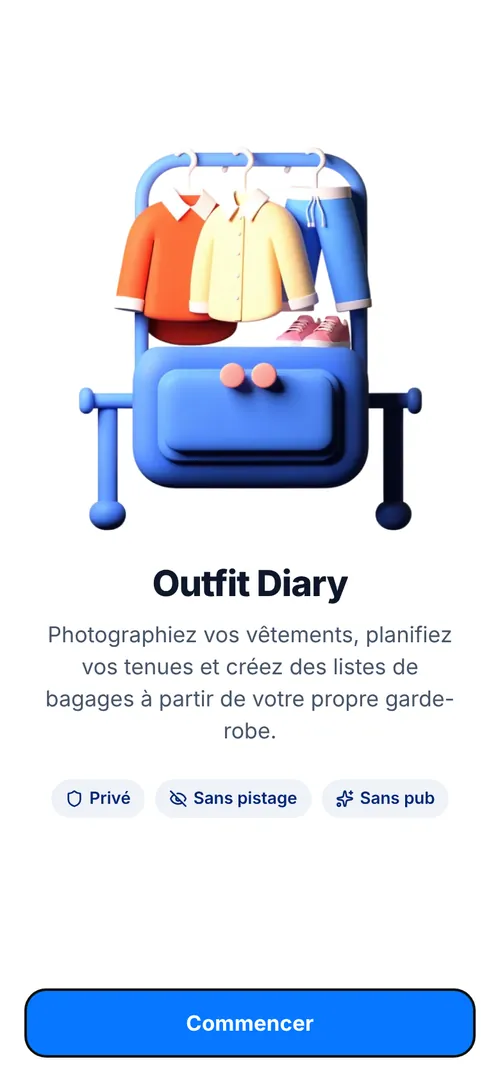 Outfit Diary
Photographiez vos vêtements, planifiez
vos tenues et créez des listes de
bagages à partir de votre propre garde-
robe.
Privé
Sans pistage
Sans pub
Commencer